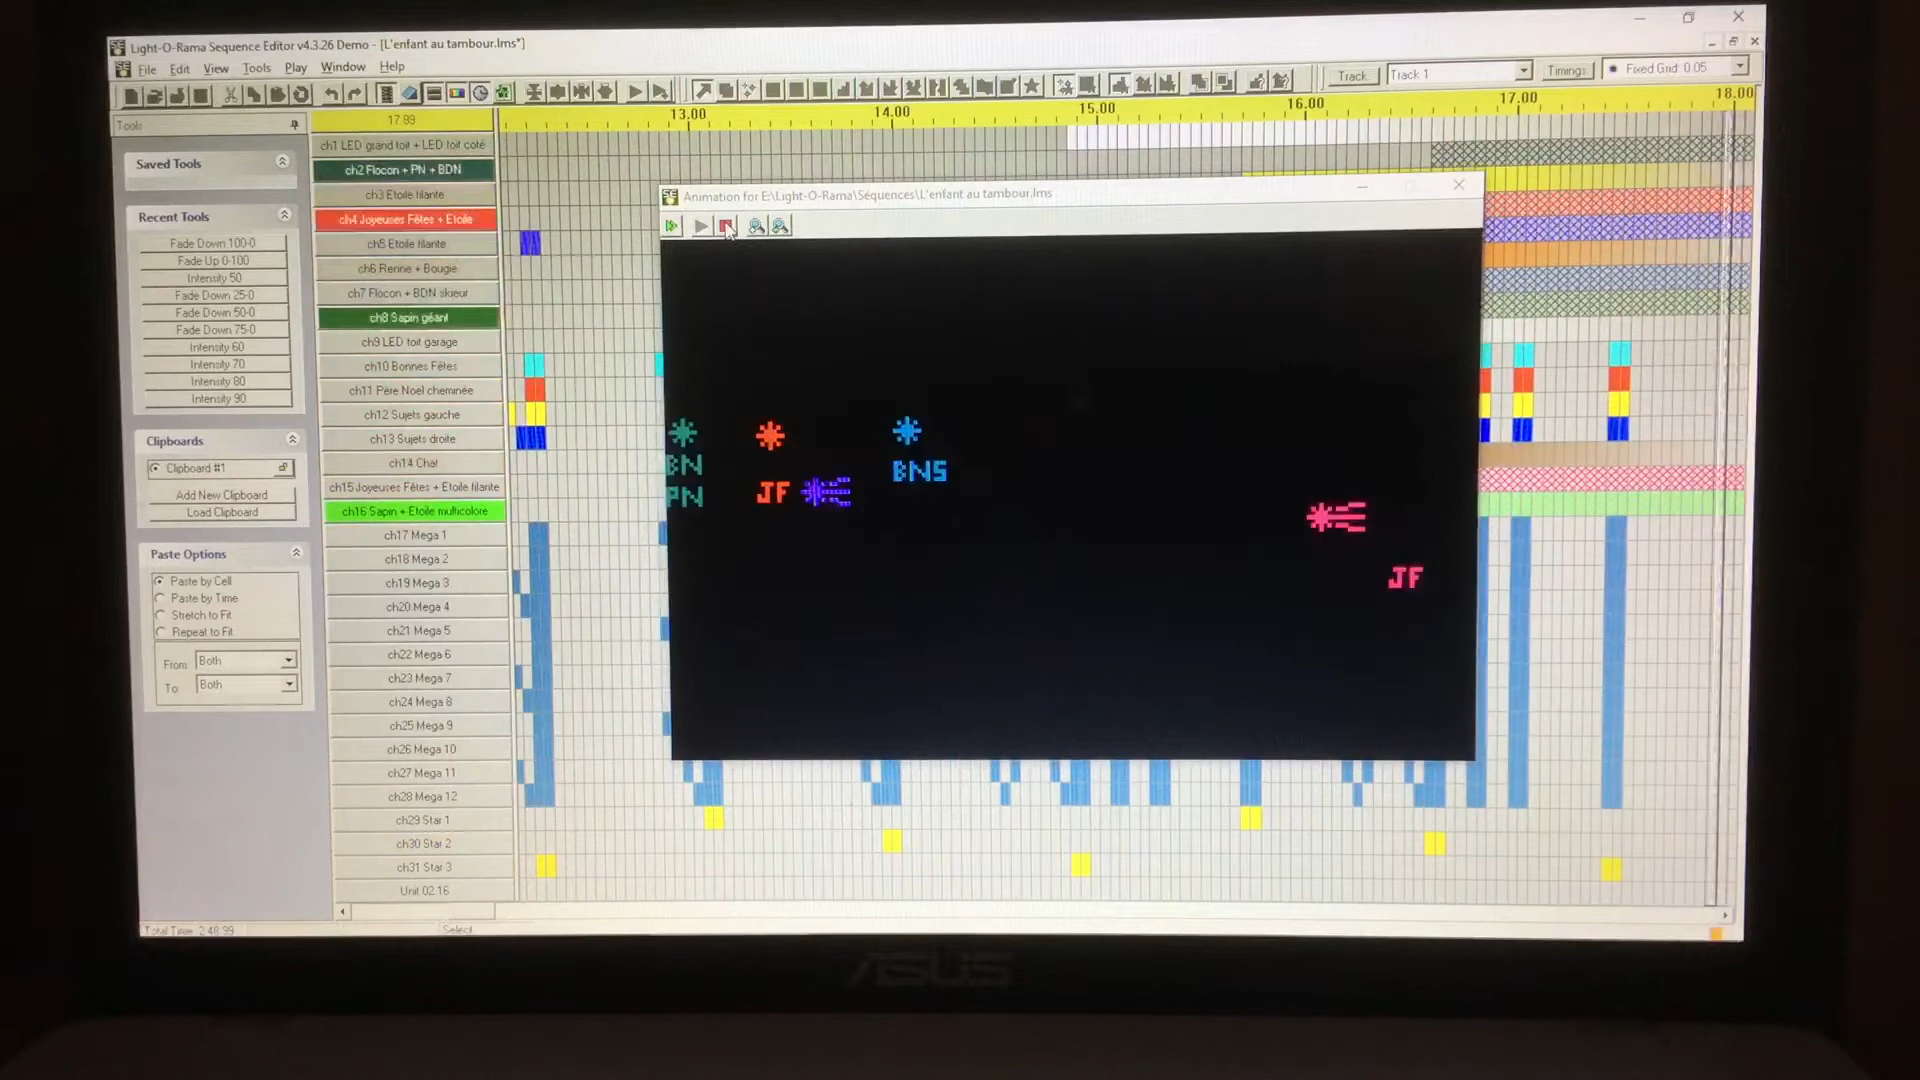 Light-O-Rama Sequence Editor v4.3.26 Demo - [L'enfant au tambour.lms*]
File Edit View Tools Play Window Help
Track Track 1 Timings Fixed Grid: 0.05
Tools
17.89
13.00 14.00 15.00 16.00 17.00 18.00
Saved Tools
Recent Tools
Fade Down 100-0
Fade Up 0-100
Intensity 50
Fade Down 25-0
Fade Down 50-0
Fade Down 75-0
Intensity 60
Intensity 70
Intensity 80
Intensity 90
Clipboards
Clipboard #1
Add New Clipboard
Load Clipboard
Paste Options
Paste by Cell
Paste by Time
Stretch to Fit
Repeat to Fit
From: Both
To: Both
ch1 LED grand toit + LED toit coté
ch2 Flocon + PN + BDN
ch3 Etoile filante
ch4 Joyeuses Fêtes + Etoile
ch5 Etoile filante
ch6 Renne + Bougie
ch7 Flocon + BDN skieur
ch8 Sapin géant
ch9 LED toit garage
ch10 Bonnes Fêtes
ch11 Père Noel cheminée
ch12 Sujets gauche
ch13 Sujets droite
ch14 Chat
ch15 Joyeuses Fêtes + Etoile filante
ch16 Sapin + Etoile multicolore
ch17 Mega 1
ch18 Mega 2
ch19 Mega 3
ch20 Mega 4
ch21 Mega 5
ch22 Mega 6
ch23 Mega 7
ch24 Mega 8
ch25 Mega 9
ch26 Mega 10
ch27 Mega 11
ch28 Mega 12
ch29 Star 1
ch30 Star 2
ch31 Star 3
Unit 02.16
Animation for E:\Light-O-Rama\Séquences\L'enfant au tambour.lms
BN
PN
JF
BNS
JF
Total Time: 2:48.99 Select
ASUS